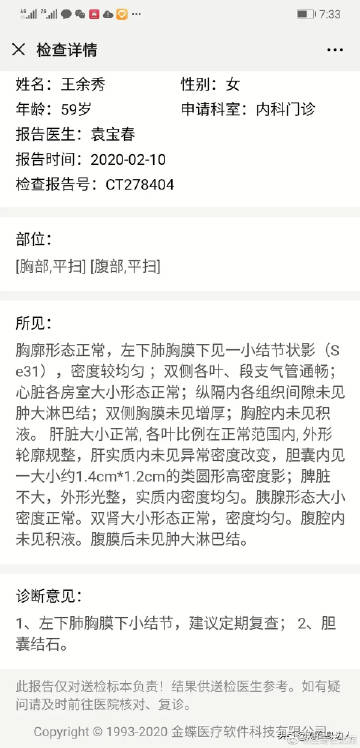 7:33
检查详情
姓名：王余秀 性别：女
年龄：59岁 申请科室：内科门诊
报告医生：袁宝春
报告时间：2020-02-10
检查报告号：CT278404
部位：
[胸部,平扫] [腹部,平扫]
所见：
胸廓形态正常，左下肺胸膜下见一小结节状影（S
e31），密度较均匀；双侧各叶、段支气管通畅；
心脏各房室大小形态正常；纵隔内各组织间隙未见
肿大淋巴结；双侧胸膜未见增厚；胸腔内未见积
液。 肝脏大小正常, 各叶比例在正常范围内, 外形
轮廓规整，肝实质内未见异常密度改变，胆囊内见
一大小约1.4cm*1.2cm的类圆形高密度影；脾脏
不大，外形光整，实质内密度均匀。胰腺形态大小
密度正常。双肾大小形态正常，密度均匀。腹腔内
未见积液。腹膜后未见肿大淋巴结。
诊断意见：
1、左下肺胸膜下小结节，建议定期复查； 2、胆
囊结石。
此报告仅对送检标本负责！结果供送检医生参考。如有疑
问请及时前往医院核对、复诊。
Copyright © 1993-2020 金蝶医疗软件科技有限公司